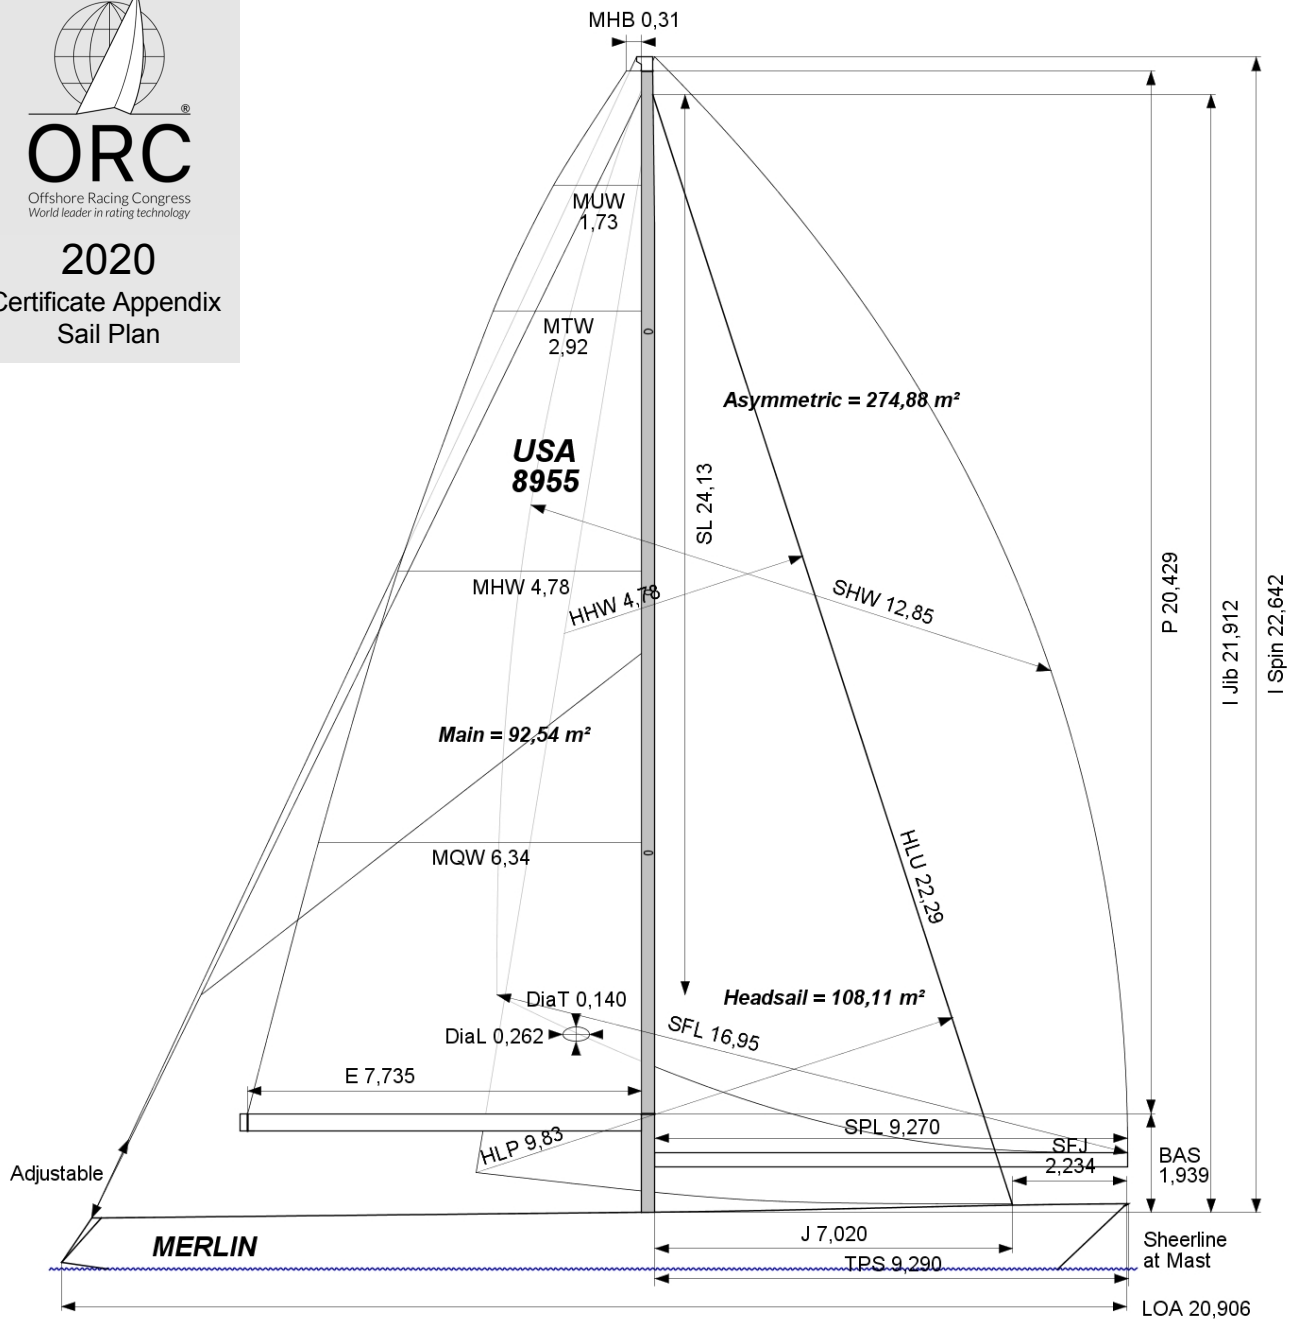 MHB 0,31
®
ORC
Offshore Racing Congress
World leader in rating technology
2020
Certificate Appendix
Sail Plan
MUW
1,73
MTW
2,92
Asymmetric = 274,88 m²
USA
8955
SL 24,13
P 20,429
I Jib 21,912
I Spin 22,642
MHW 4,78
HHW 4,78
SHW 12,85
Main = 92,54 m²
MQW 6,34
HLU 22,29
DiaT 0,140
Headsail = 108,11 m²
DiaL 0,262
SFL 16,95
E 7,735
SPL 9,270
HLP 9,83
SFJ
2,234
BAS
1,939
Adjustable
MERLIN
J 7,020
Sheerline
at Mast
TPS 9,290
LOA 20,906